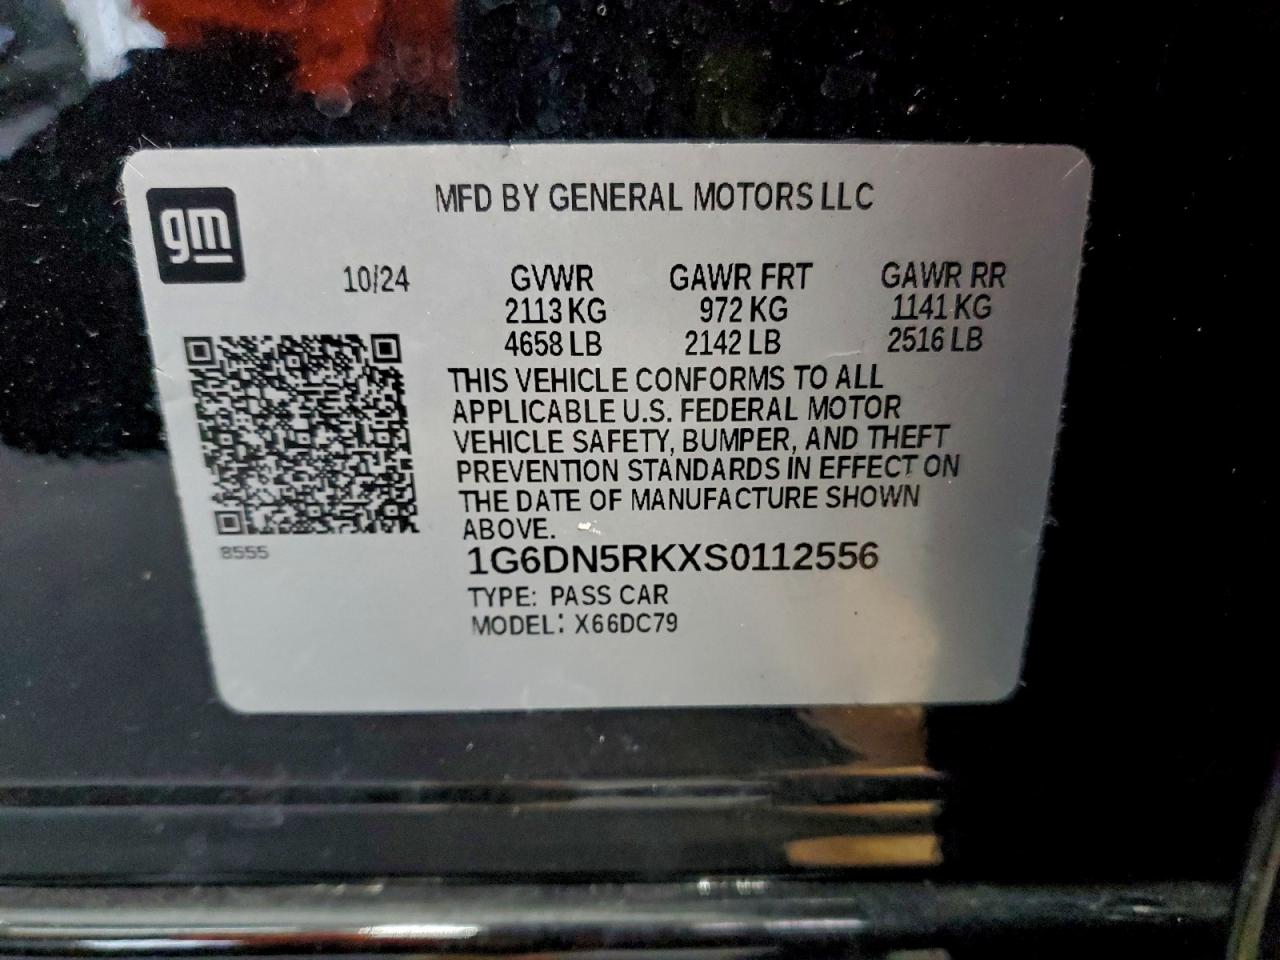 MFD BY GENERAL MOTORS LLC
gm
10/24 GVWR GAWR FRT GAWR RR
2113 KG 972 KG 1141 KG
4658 LB 2142 LB 2516 LB
THIS VEHICLE CONFORMS TO ALL
APPLICABLE U.S. FEDERAL MOTOR
VEHICLE SAFETY, BUMPER, AND THEFT
PREVENTION STANDARDS IN EFFECT ON
THE DATE OF MANUFACTURE SHOWN
ABOVE.
8555
1G6DN5RKXS0112556
TYPE: PASS CAR
MODEL: X66DC79